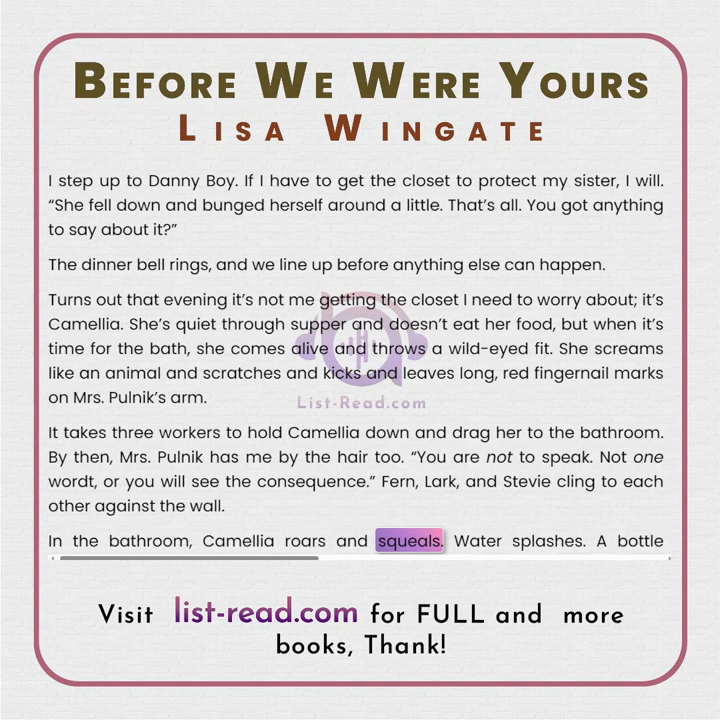 BEFORE WE WERE YOURS
LISA WINGATE
I step up to Danny Boy. If I have to get the closet to protect my sister, I will.
“She fell down and bunged herself around a little. That’s all. You got anything
to say about it?”
The dinner bell rings, and we line up before anything else can happen.
Turns out that evening it’s not me getting the closet I need to worry about; it’s
Camellia. She’s quiet through supper and doesn’t eat her food, but when it’s
time for the bath, she comes alive and throws a wild-eyed fit. She screams
like an animal and scratches and kicks and leaves long, red fingernail marks
on Mrs. Pulnik’s arm.
List-Read.com
It takes three workers to hold Camellia down and drag her to the bathroom.
By then, Mrs. Pulnik has me by the hair too. “You are not to speak. Not one
wordt, or you will see the consequence.” Fern, Lark, and Stevie cling to each
other against the wall.
In the bathroom, Camellia roars and squeals. Water splashes. A bottle
Visit list-read.com for FULL and more
books, Thank!